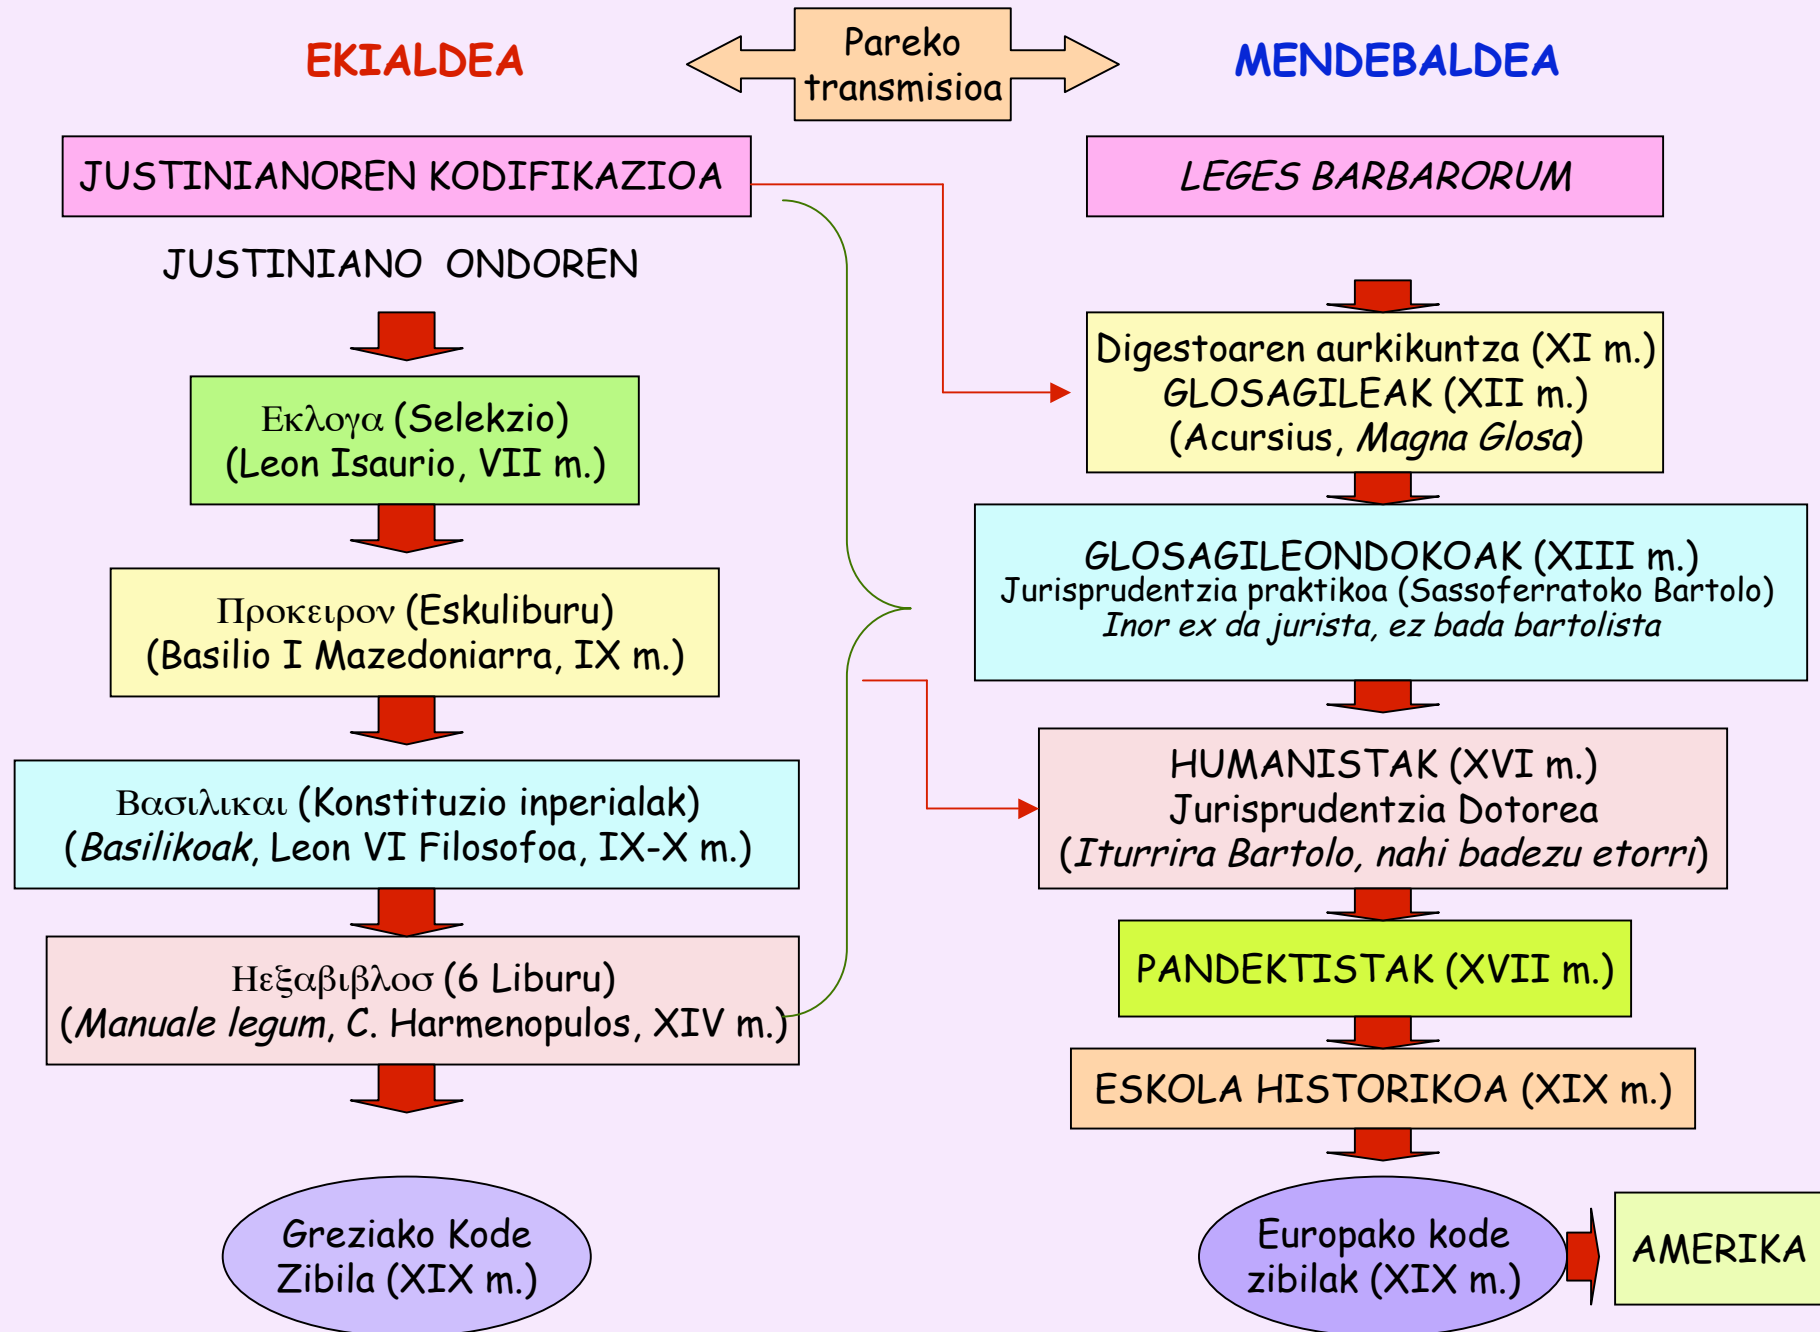 EKIALDEA
Pareko
transmisioa
MENDEBALDEA
JUSTINIANOREN KODIFIKAZIOA
JUSTINIANO ONDOREN
Εκλογα (Selekzio)
(Leon Isaurio, VII m.)
Προκειρον (Eskuliburu)
(Basilio I Mazedoniarra, IX m.)
Βασιλικαι (Konstituzio inperialak)
(Basilikoak, Leon VI Filosofoa, IX-X m.)
Ηεξαβιβλοσ (6 Liburu)
(Manuale legum, C. Harmenopulos, XIV m.)
Greziako Kode
Zibila (XIX m.)
LEGES BARBARORUM
Digestoaren aurkikuntza (XI m.)
GLOSAGILEAK (XII m.)
(Acursius, Magna Glosa)
GLOSAGILEONDOKOAK (XIII m.)
Jurisprudentzia praktikoa (Sassoferratoko Bartolo)
Inor ex da jurista, ez bada bartolista
HUMANISTAK (XVI m.)
Jurisprudentzia Dotorea
(Iturrira Bartolo, nahi badezu etorri)
PANDEKTISTAK (XVII m.)
ESKOLA HISTORIKOA (XIX m.)
Europako kode
zibilak (XIX m.)
AMERIKA